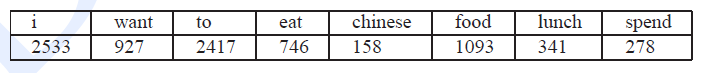 i want to eat chinese food lunch spend
2533 927 2417 746 158 1093 341 278